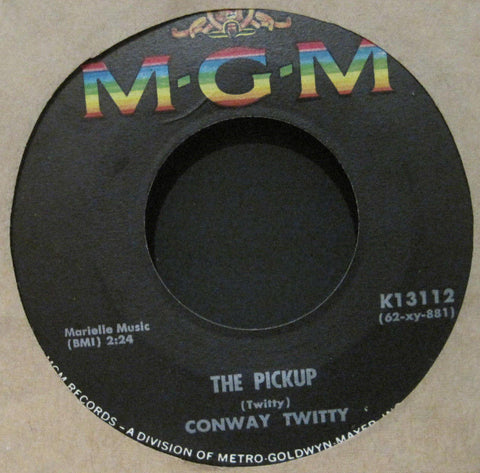 M·G·M
K13112
(62-xy-881)
Marielle Music
(BMI) 2:24
THE PICKUP
(Twitty)
CONWAY TWITTY
MGM RECORDS - A DIVISION OF METRO-GOLDWYN-MAYER,